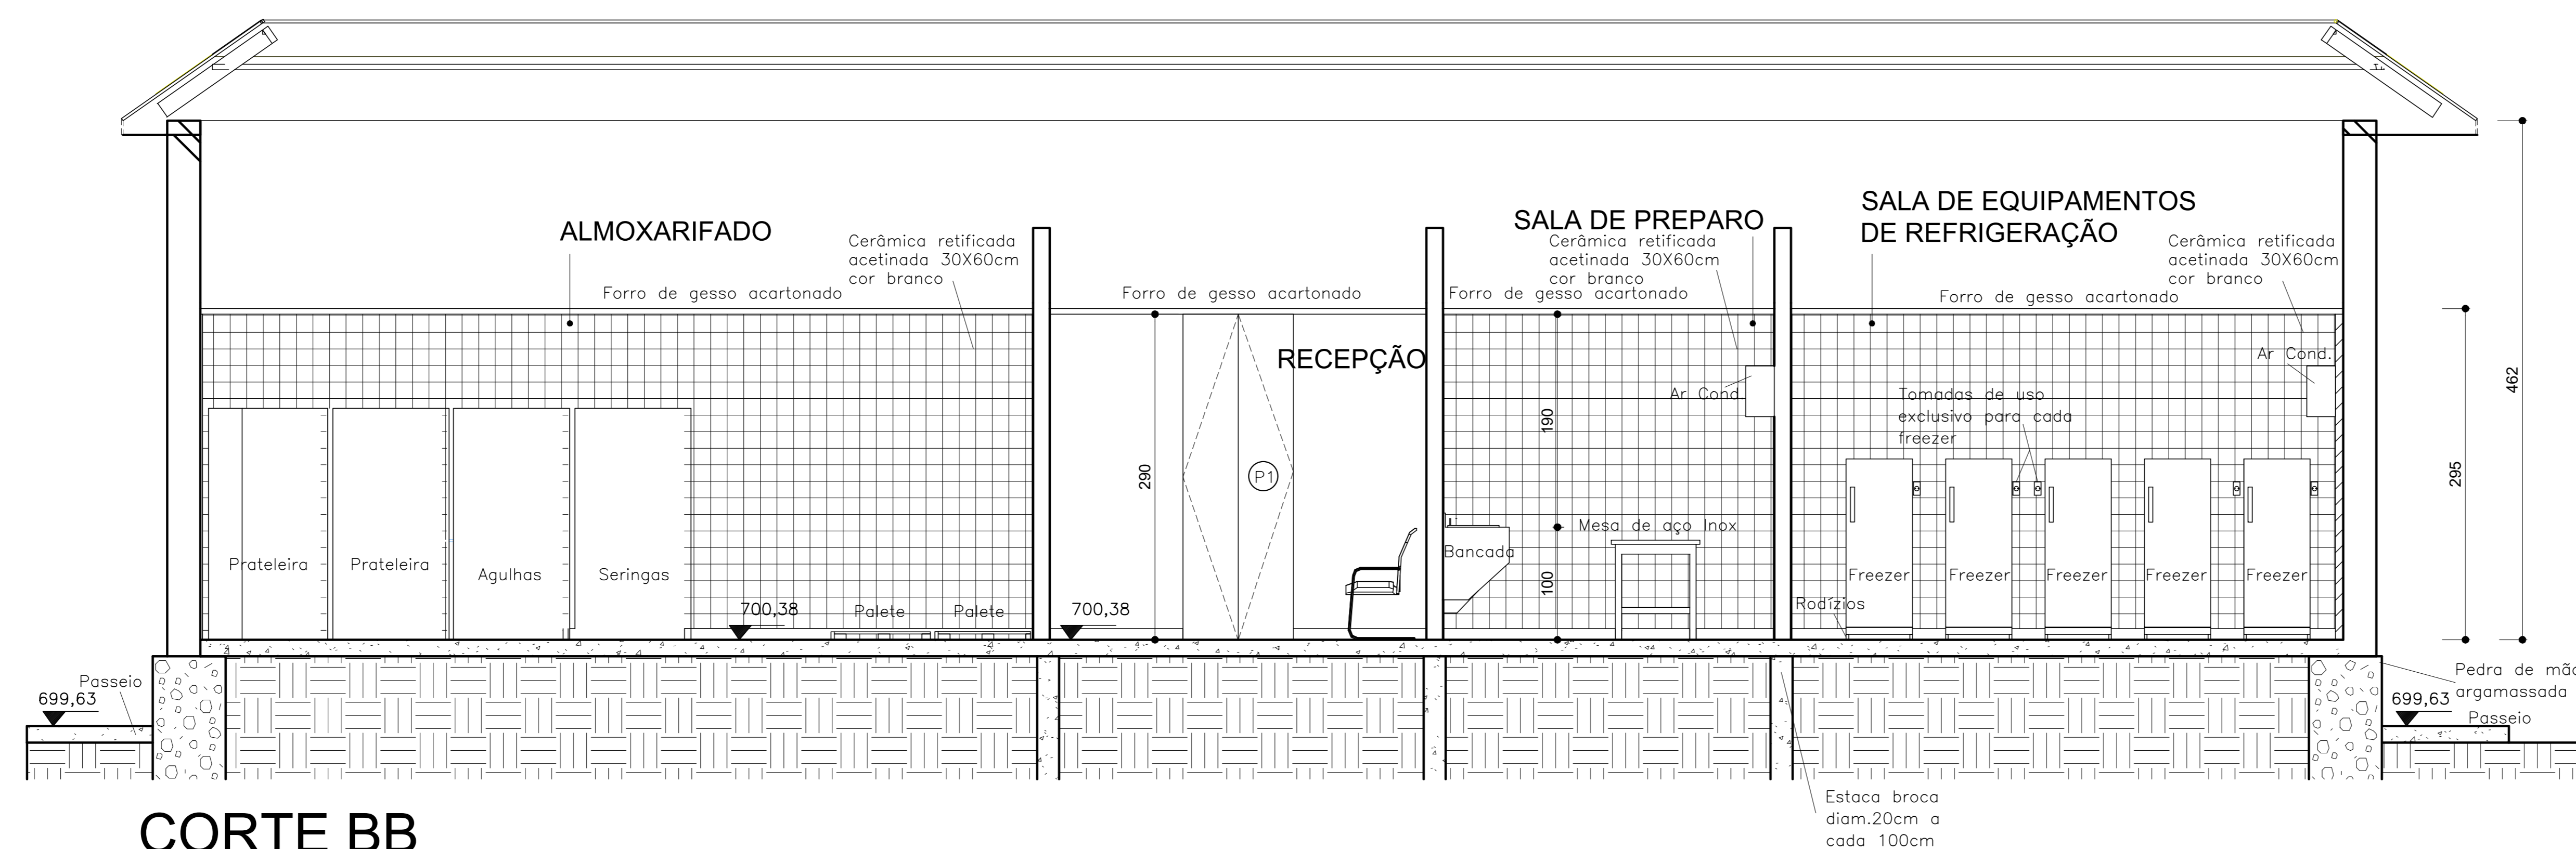 ALMOXARIFADO
Cerâmica retificada
acetinada 30X60cm
cor branco
Forro de gesso acartonado
Forro de gesso acartonado
RECEPÇÃO
SALA DE PREPARO
Cerâmica retificada
acetinada 30X60cm
cor branco
Forro de gesso acartonado
SALA DE EQUIPAMENTOS
DE REFRIGERAÇÃO
Cerâmica retificada
acetinada 30X60cm
cor branco
Forro de gesso acartonado
Ar Cond.
Ar Cond.
Tomadas de uso
exclusivo para cada
freezer
462
295
290
190
100
P1
Mesa de aço Inox
Bancada
Prateleira
Prateleira
Agulhas
Seringas
700,38
Palete
Palete
700,38
Rodízios
Freezer
Freezer
Freezer
Freezer
Freezer
Passeio
699,63
Pedra de mão
argamassada
699,63
Passeio
Estaca broca
diam.20cm a
cada 100cm
CORTE BB